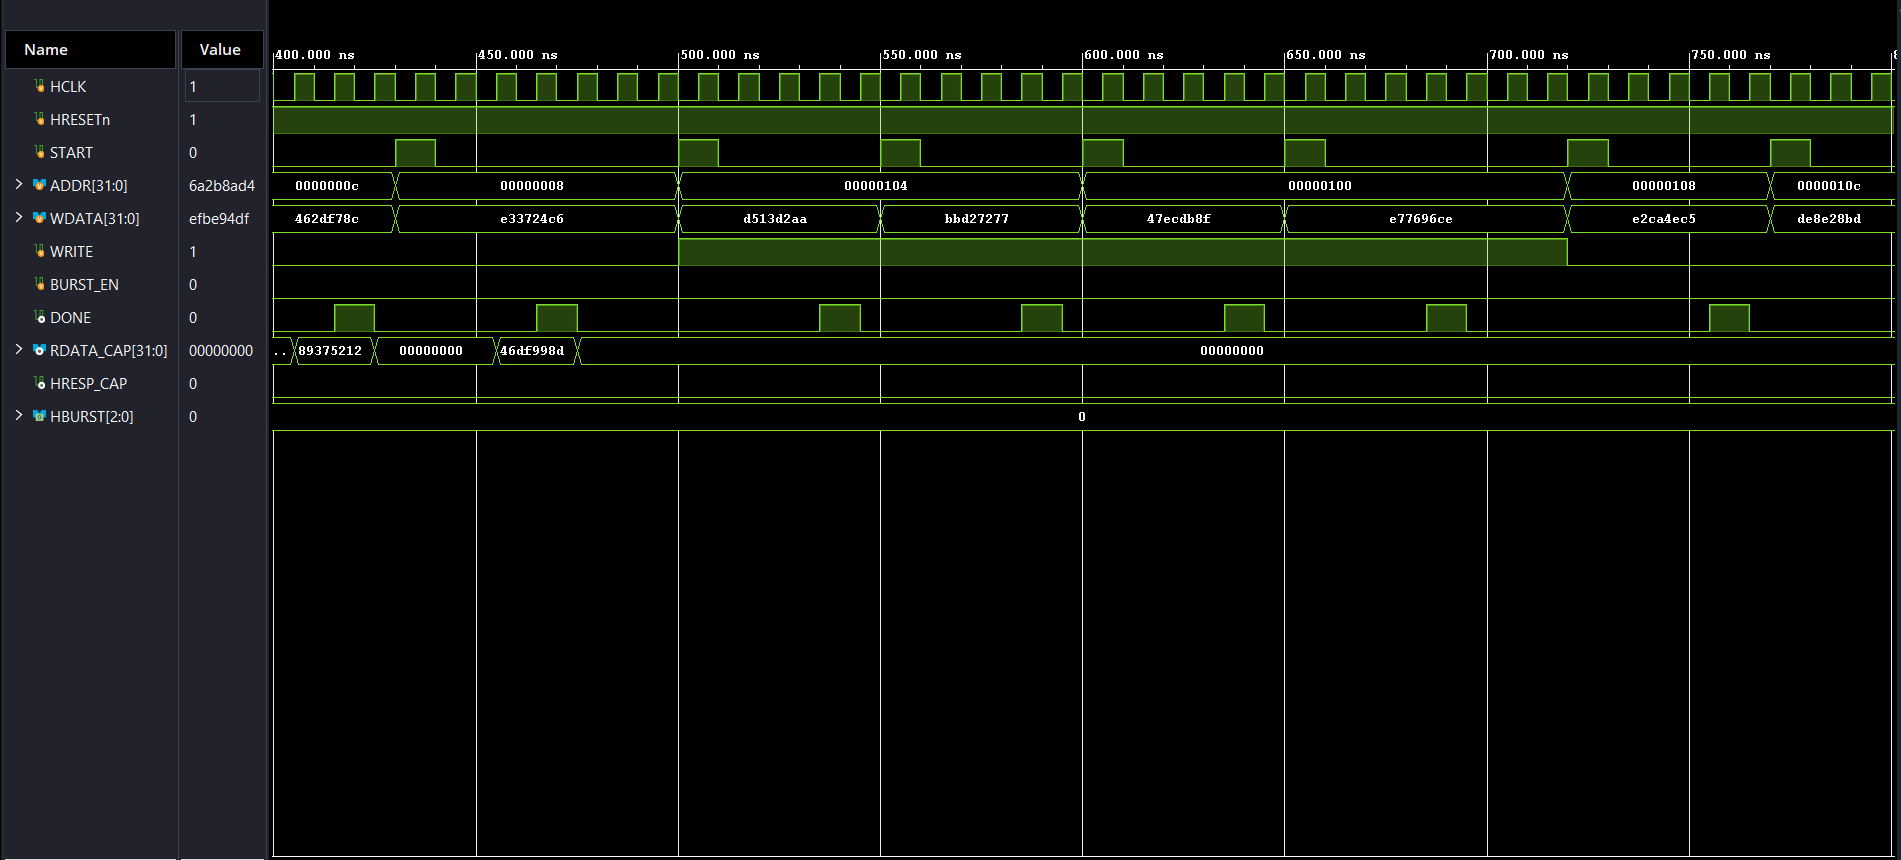 Name Value
400.000 ns 450.000 ns 500.000 ns 550.000 ns 600.000 ns 650.000 ns 700.000 ns 750.000 ns
HCLK 1
HRESETn 1
START 0
ADDR[31:0] 6a2b8ad4 0000000c 00000008 00000104 00000100 00000108 0000010c
WDATA[31:0] efbe94df 462df78c e33724c6 d513d2aa bbd27277 47ecdb8f e77696ce e2ca4ec5 de8e28bd
WRITE 1
BURST_EN 0
DONE 0
RDATA_CAP[31:0] 00000000 .. 89375212 00000000 46df998d 00000000
HRESP_CAP 0
HBURST[2:0] 0 0